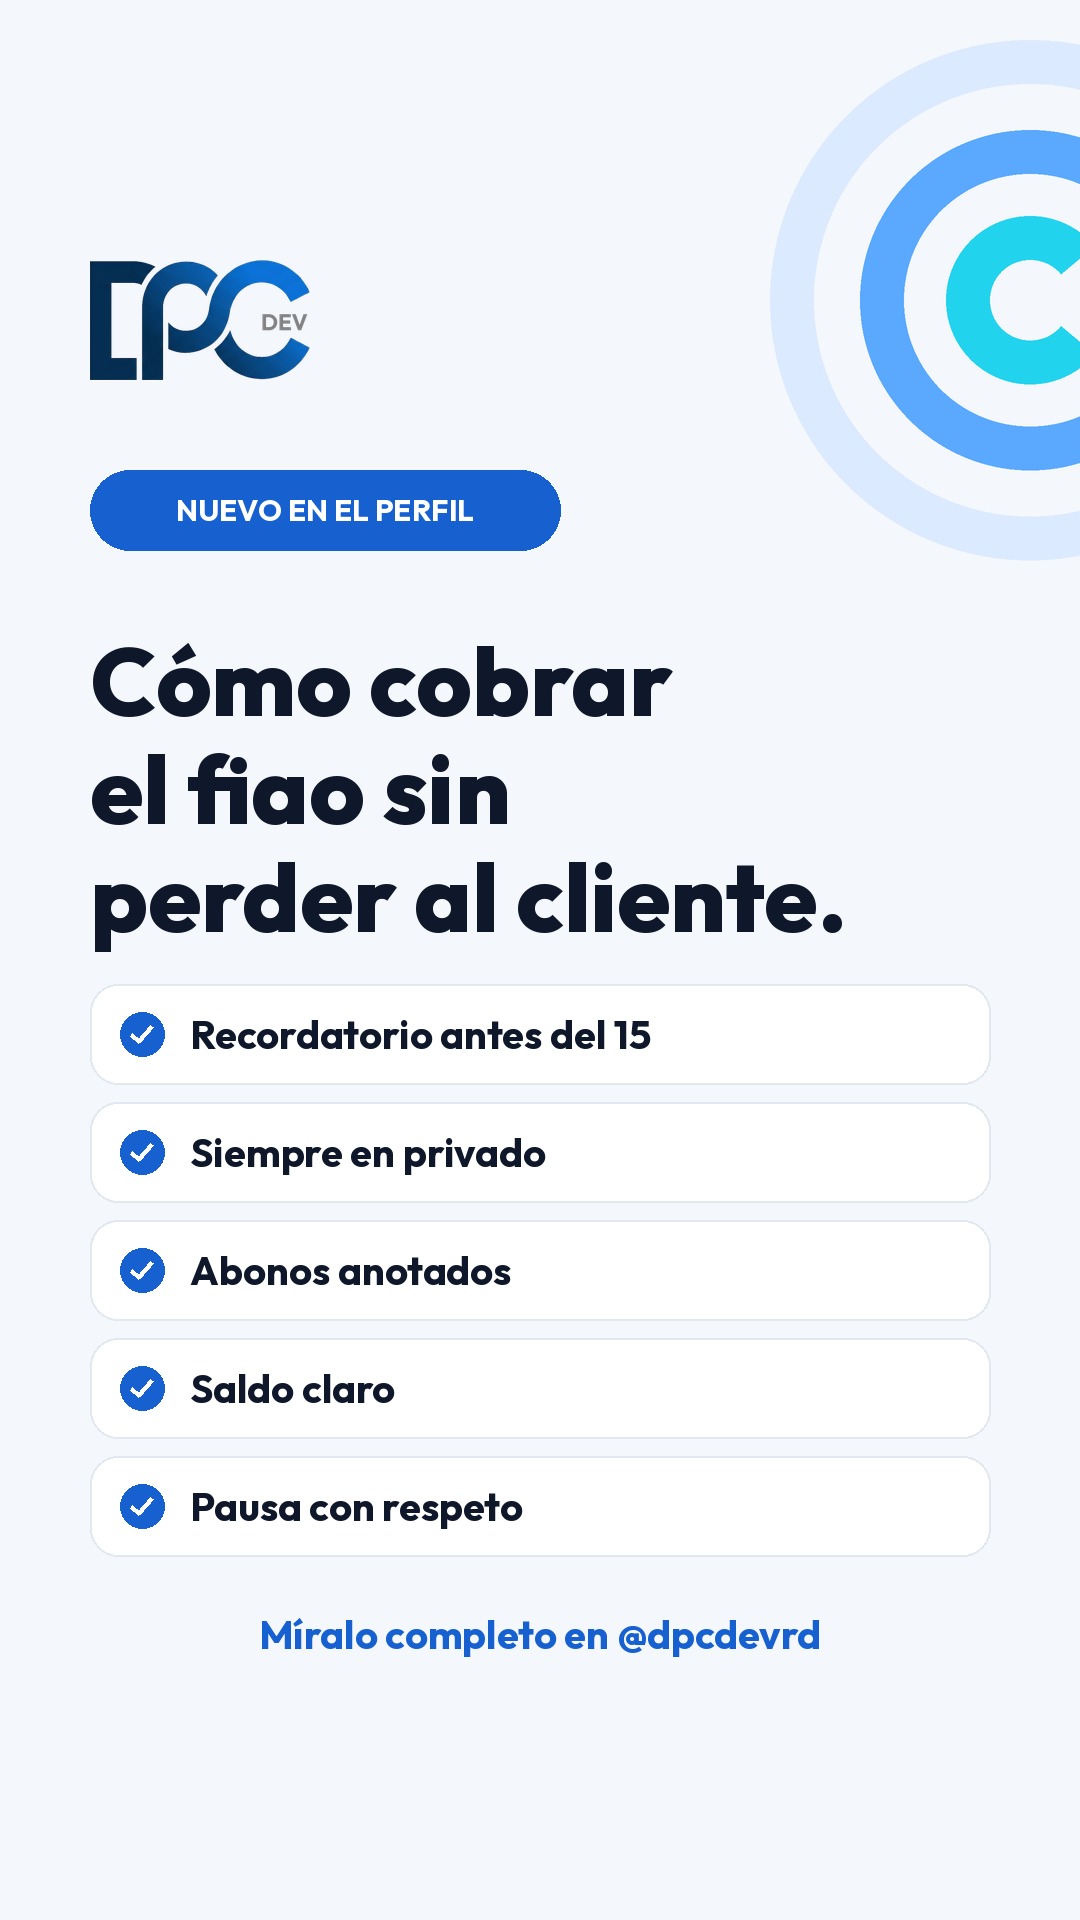 DPC
DEV
NUEVO EN EL PERFIL
Cómo cobrar
el fiao sin
perder al cliente.
Recordatorio antes del 15
Siempre en privado
Abonos anotados
Saldo claro
Pausa con respeto
Míralo completo en @dpcdevrd